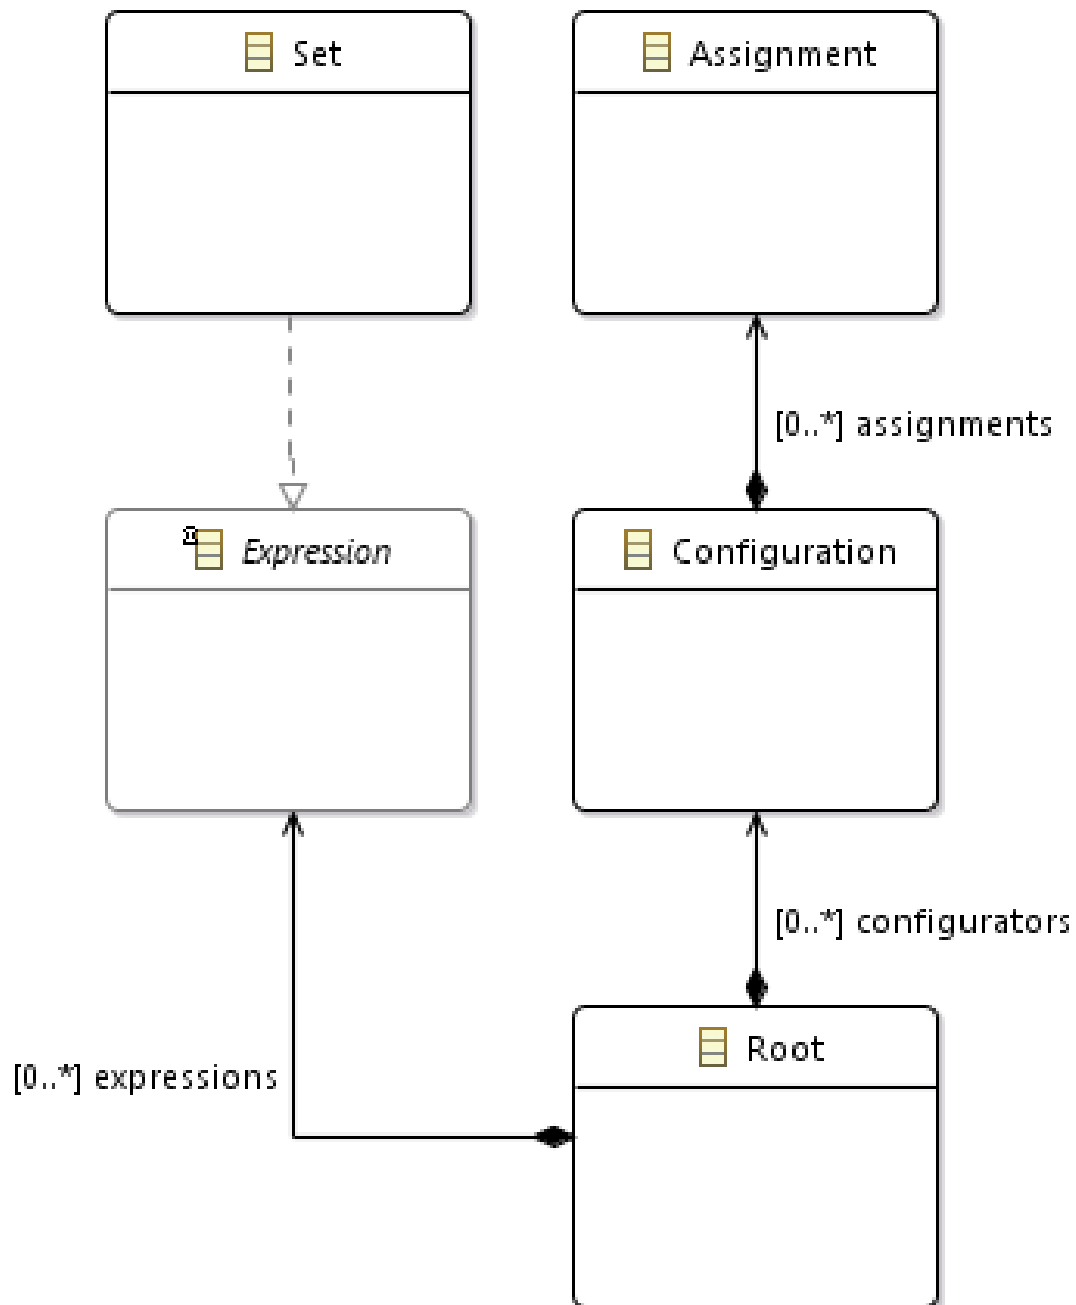 Set
Assignment
[0..*] assignments
Expression
Configuration
[0..*] configurators
Root
[0..*] expressions